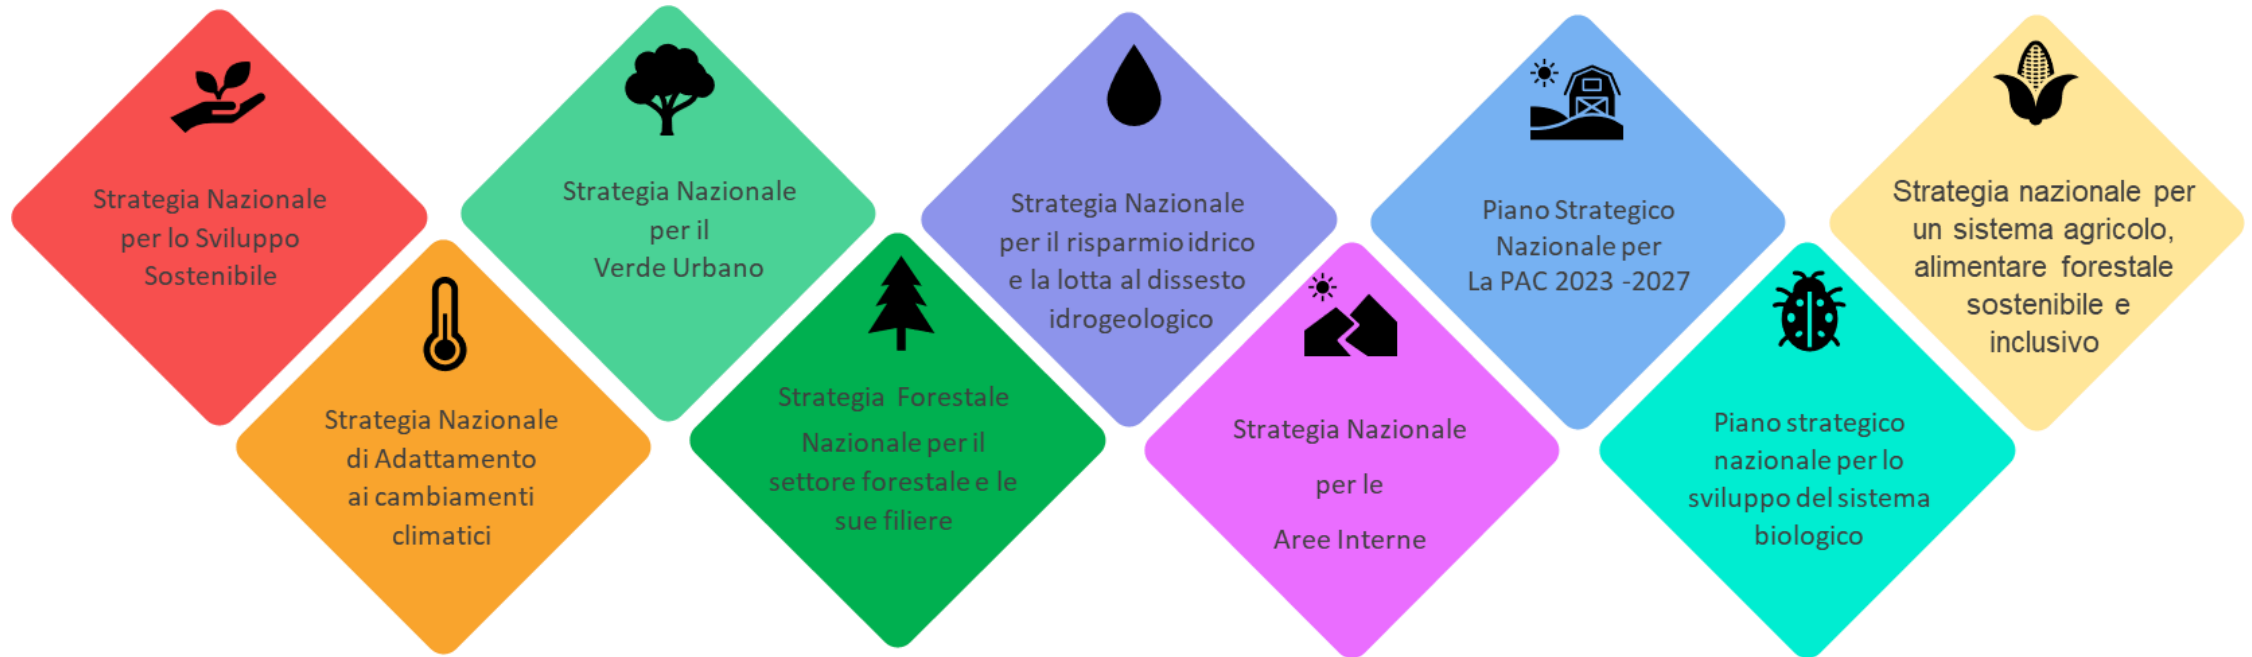 Strategia Nazionale
per lo Sviluppo
Sostenibile
Strategia Nazionale
di Adattamento
ai cambiamenti
climatici
Strategia Nazionale
per il
Verde Urbano
Strategia Forestale
Nazionale per il
settore forestale e le
sue filiere
Strategia Nazionale
per il risparmio idrico
e la lotta al dissesto
idrogeologico
Strategia Nazionale
per le
Aree Interne
Piano Strategico
Nazionale per
La PAC 2023 -2027
Piano strategico
nazionale per lo
sviluppo del sistema
biologico
Strategia nazionale per
un sistema agricolo,
alimentare forestale
sostenibile e
inclusivo